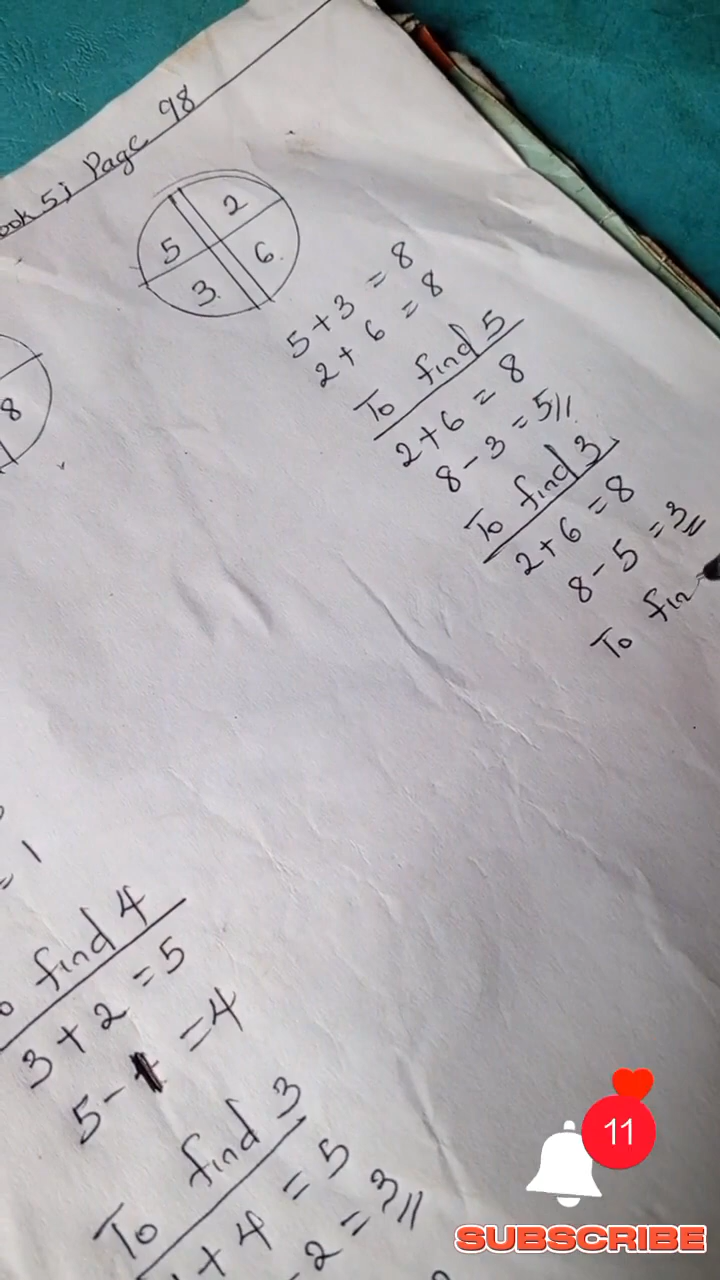 Page 98
5 2
3 6
8
5 + 3 = 8
2 + 6 = 8
To find 5
2 + 6 = 8
8 - 3 = 5
To find 3
2 + 6 = 8
8 - 5 = 3
To fin
= 1
find 4
3 + 2 = 5
5 - 1 = 4
To find 3
+ 4 = 5
- 2 = 3
11
SUBSCRIBE